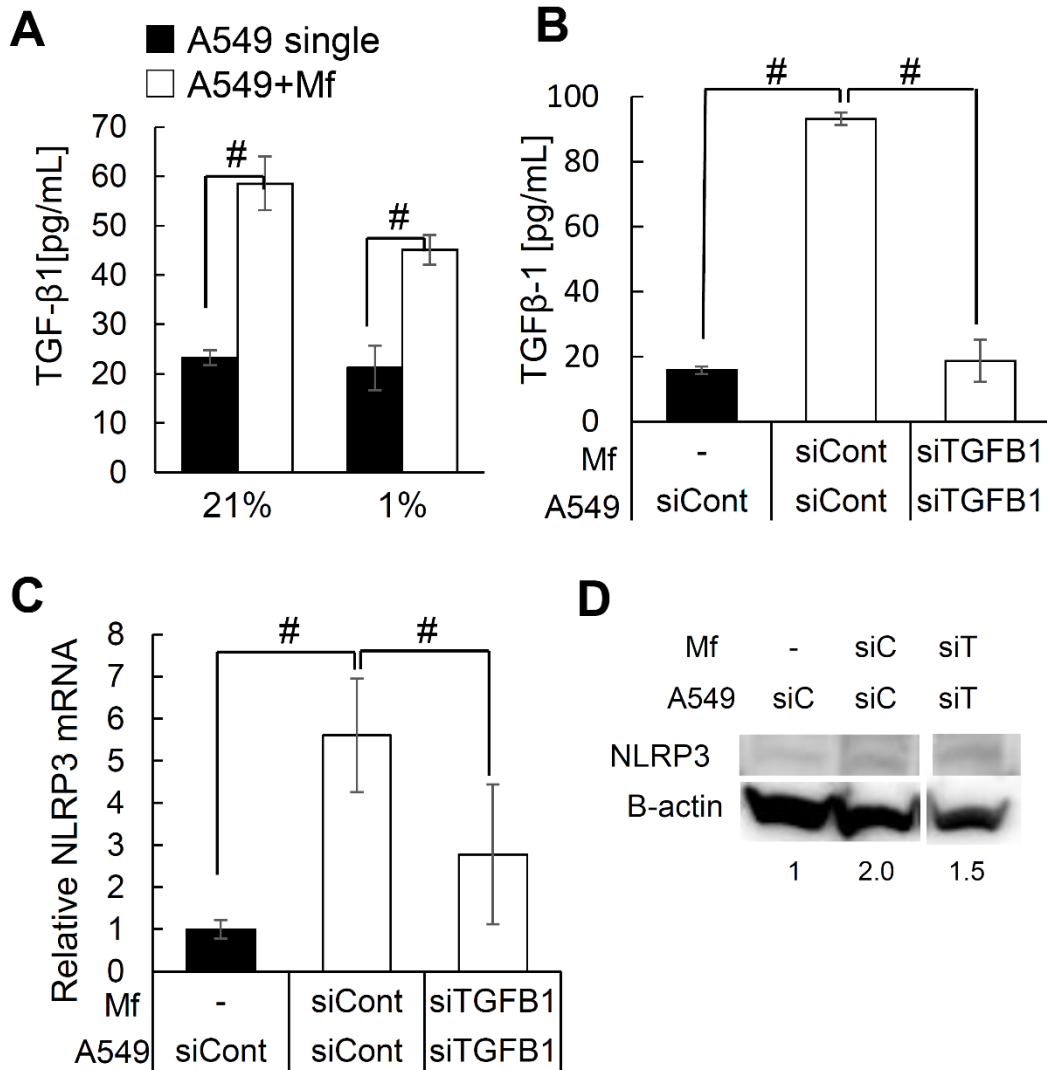 A
A549 single
A549+Mf
TGF-β1[pg/mL]
70
60
50
40
30
20
10
0
#
#
21% 1%
B
TGFβ-1 [pg/mL]
100
80
60
40
20
0
# #
Mf - siCont siTGFB1
A549 siCont siCont siTGFB1
C
Relative NLRP3 mRNA
8
7
6
5
4
3
2
1
0
# #
Mf - siCont siTGFB1
A549 siCont siCont siTGFB1
D
Mf - siC siT
A549 siC siC siT
NLRP3
B-actin
1 2.0 1.5